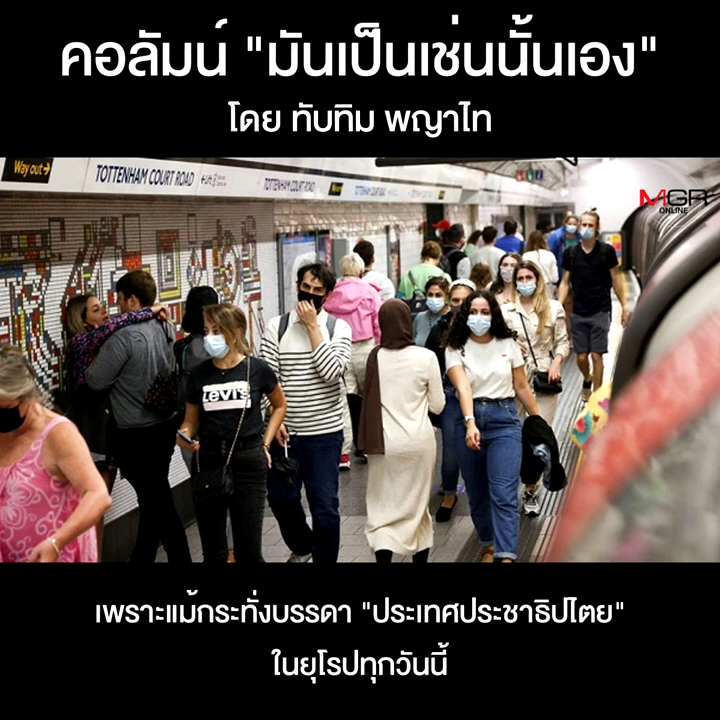 คอลัมน์ "มันเป็นเช่นนั้นเอง"
โดย ทับทิม พญาไท
Way out
TOTTENHAM COURT ROAD
TOTTENHAM COURT ROAD
MGR
ONLINE
LEVI'S
เพราะแม้กระทั่งบรรดา "ประเทศประชาธิปไตย"
ในยุโรปทุกวันนี้